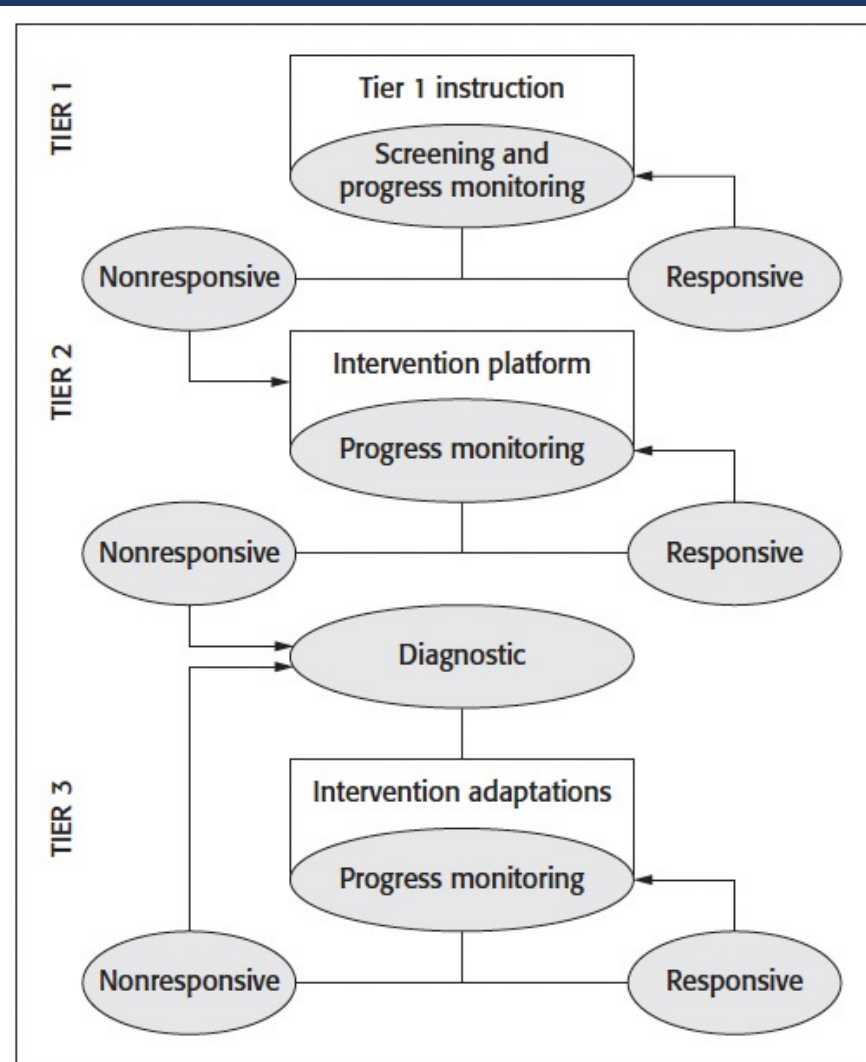 TIER 1
Tier 1 instruction
Screening and
progress monitoring
Nonresponsive
Responsive
TIER 2
Intervention platform
Progress monitoring
Nonresponsive
Responsive
Diagnostic
TIER 3
Intervention adaptations
Progress monitoring
Nonresponsive
Responsive